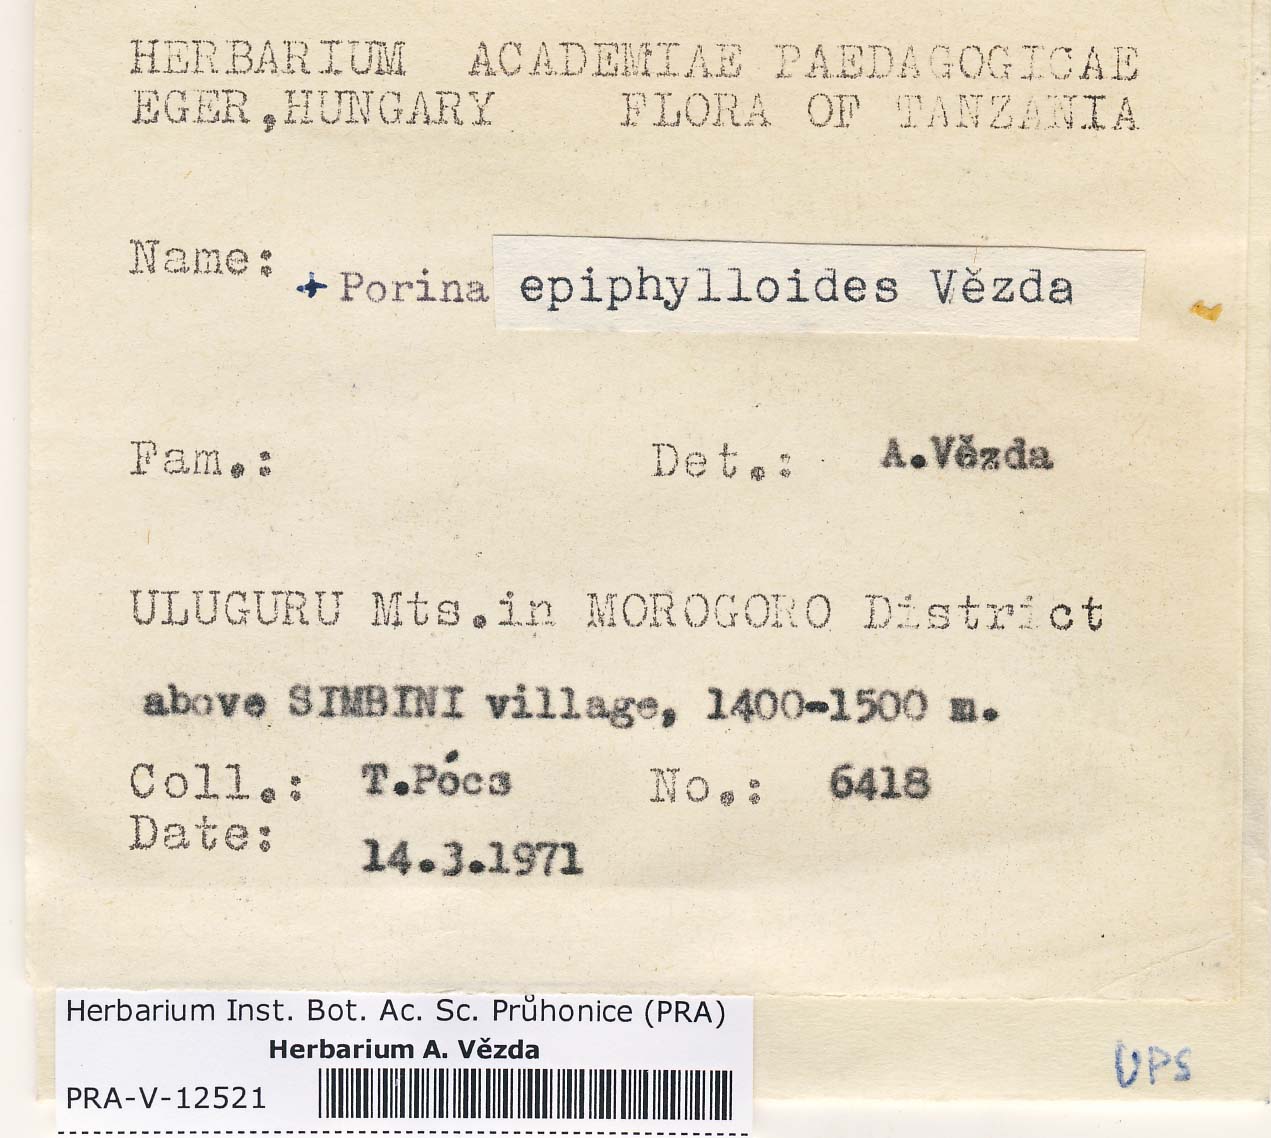 HERBARIUM ACADEMIAE PAEDAGOGICAE
EGER,HUNGARY FLORA OF TANZANIA
Name: + Porina epiphylloides Vězda
Fam.: Det.: A.Vězda
ULUGURU Mts.in MOROGORO District
above SIMBINI village, 1400-1500 m.
Coll.: T.Pócs No.: 6418
Date: 14.3.1971
Herbarium Inst. Bot. Ac. Sc. Průhonice (PRA)
Herbarium A. Vězda
PRA-V-12521
UPS